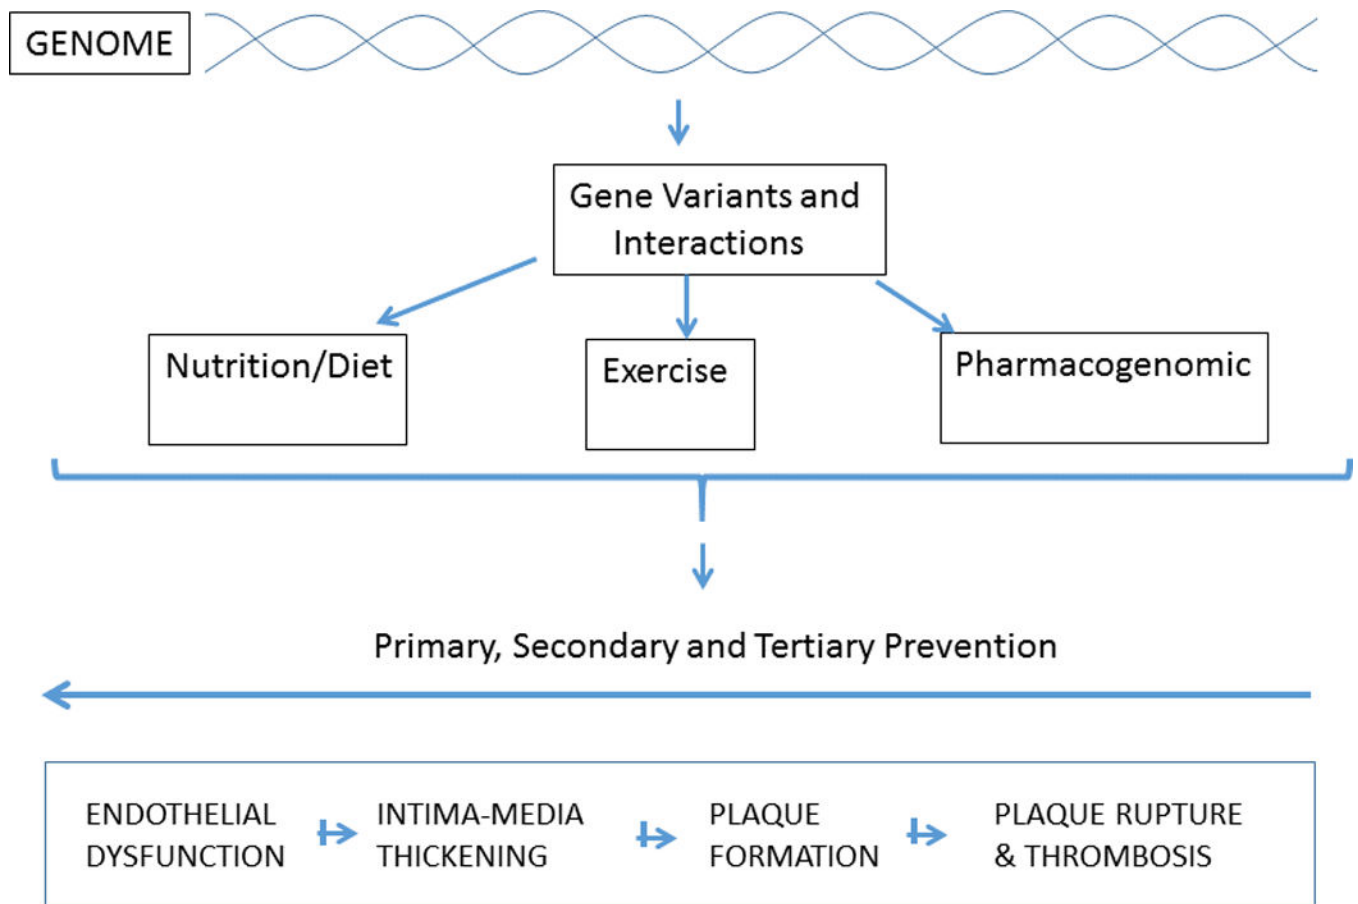 GENOME
Gene Variants and
Interactions
Nutrition/Diet
Exercise
Pharmacogenomic
Primary, Secondary and Tertiary Prevention
ENDOTHELIAL
DYSFUNCTION
INTIMA-MEDIA
THICKENING
PLAQUE
FORMATION
PLAQUE RUPTURE
& THROMBOSIS